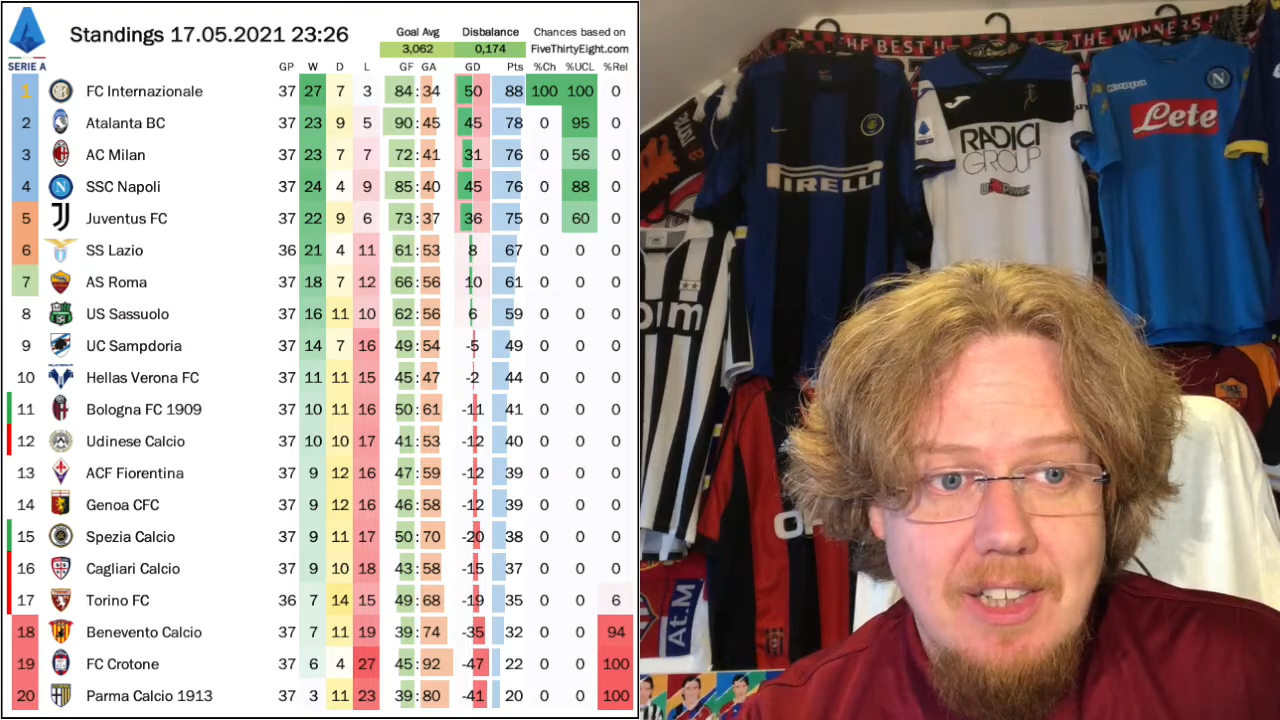 Standings 17.05.2021 23:26
Goal Avg Disbalance Chances based on
3,062 0,174 FiveThirtyEight.com
SERIE A GP W D L GF GA GD Pts %Ch %UCL %Rel
1 FC Internazionale 37 27 7 3 84:34 50 88 100 100 0
2 Atalanta BC 37 23 9 5 90:45 45 78 0 95 0
3 AC Milan 37 23 7 7 72:41 31 76 0 56 0
4 SSC Napoli 37 24 4 9 85:40 45 76 0 88 0
5 Juventus FC 37 22 9 6 73:37 36 75 0 60 0
6 SS Lazio 36 21 4 11 61:53 8 67 0 0 0
7 AS Roma 37 18 7 12 66:56 10 61 0 0 0
8 US Sassuolo 37 16 11 10 62:56 6 59 0 0 0
9 UC Sampdoria 37 14 7 16 49:54 -5 49 0 0 0
10 Hellas Verona FC 37 11 11 15 45:47 -2 44 0 0 0
11 Bologna FC 1909 37 10 11 16 50:61 -11 41 0 0 0
12 Udinese Calcio 37 10 10 17 41:53 -12 40 0 0 0
13 ACF Fiorentina 37 9 12 16 47:59 -12 39 0 0 0
14 Genoa CFC 37 9 12 16 46:58 -12 39 0 0 0
15 Spezia Calcio 37 9 11 17 50:70 -20 38 0 0 0
16 Cagliari Calcio 37 9 10 18 43:58 -15 37 0 0 0
17 Torino FC 36 7 14 15 49:68 -19 35 0 0 6
18 Benevento Calcio 37 7 11 19 39:74 -35 32 0 0 94
19 FC Crotone 37 6 4 27 45:92 -47 22 0 0 100
20 Parma Calcio 1913 37 3 11 23 39:80 -41 20 0 0 100
THE BEST THE WINNERS
PIRELLI
RADICI
GROUP
Lete
N
At.M